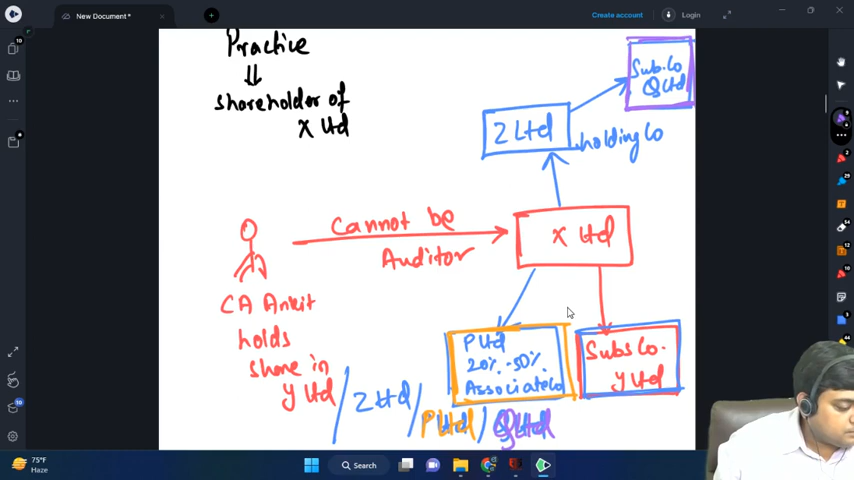 New Document*
Create account
Login
Practice
shareholder of
X Ltd
Sub.Co
Q Ltd
Z Ltd
holding Co
Cannot be
Auditor
X Ltd
CA Ankit
holds
share in
Y Ltd / Z Ltd / P Ltd / Q Ltd
P Ltd
20% - 50%
Associate Co
Subs Co.
Y Ltd
75°F
Haze
Search